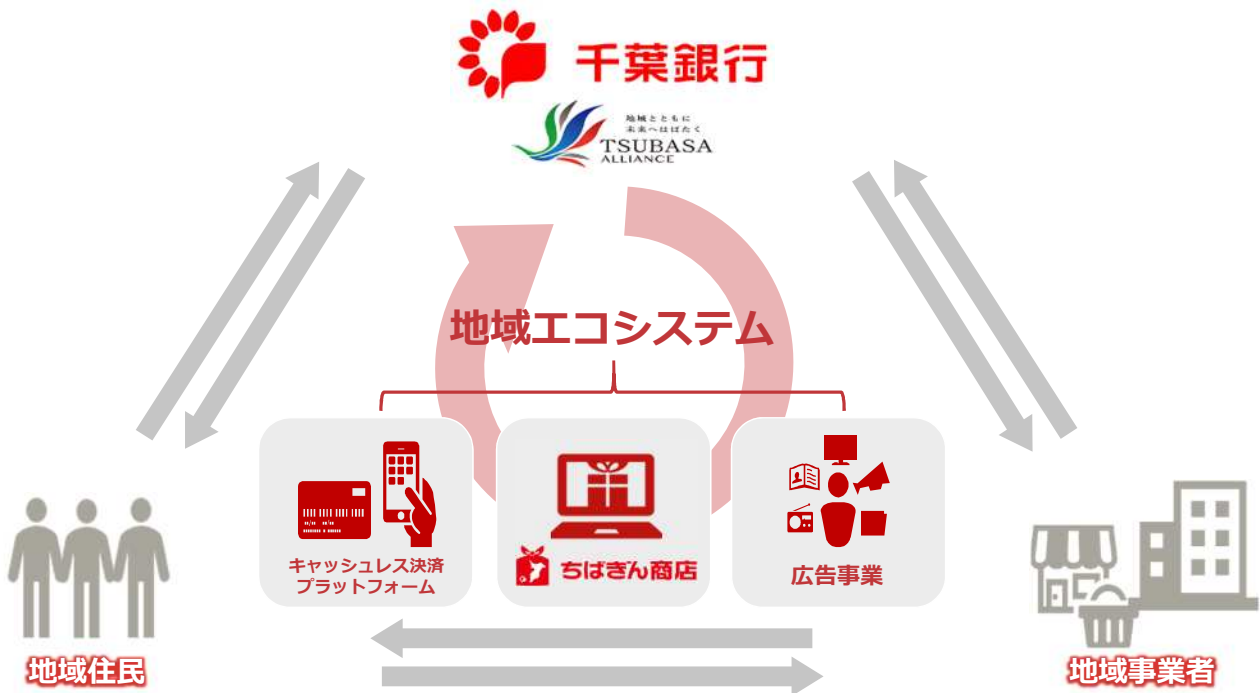 千葉銀行
地域とともに
未来へはばたく
TSUBASA
ALLIANCE
地域エコシステム
キャッシュレス決済
プラットフォーム
ちばぎん商店
広告事業
地域住民
地域事業者